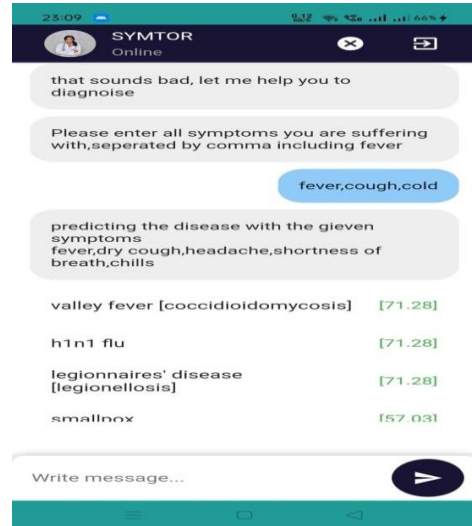 23:09
66%
SYMTOR
Online
that sounds bad, let me help you to
diagnoise
Please enter all symptoms you are suffering
with,seperated by comma including fever
fever,cough,cold
predicting the disease with the gieven
symptoms
fever,dry cough,headache,shortness of
breath,chills
valley fever [coccidioidomycosis] [71.28]
h1n1 flu [71.28]
legionnaires' disease
[legionellosis] [71.28]
smallpox [57.03]
Write message...